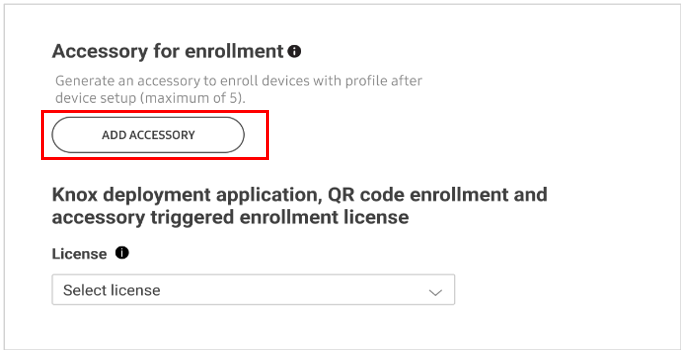 Accessory for enrollment
Generate an accessory to enroll devices with profile after
device setup (maximum of 5).
ADD ACCESSORY
Knox deployment application, QR code enrollment and
accessory triggered enrollment license
License
Select license